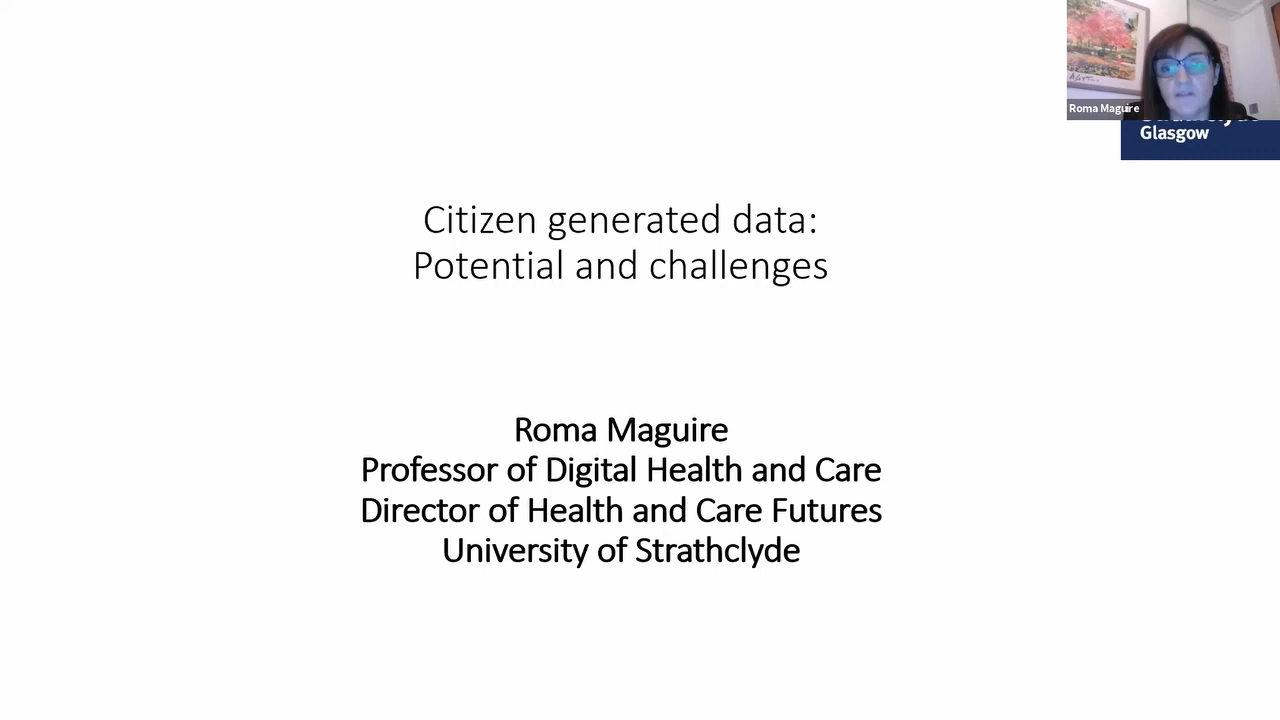 Roma Maguire
Glasgow
Citizen generated data:
Potential and challenges
Roma Maguire
Professor of Digital Health and Care
Director of Health and Care Futures
University of Strathclyde